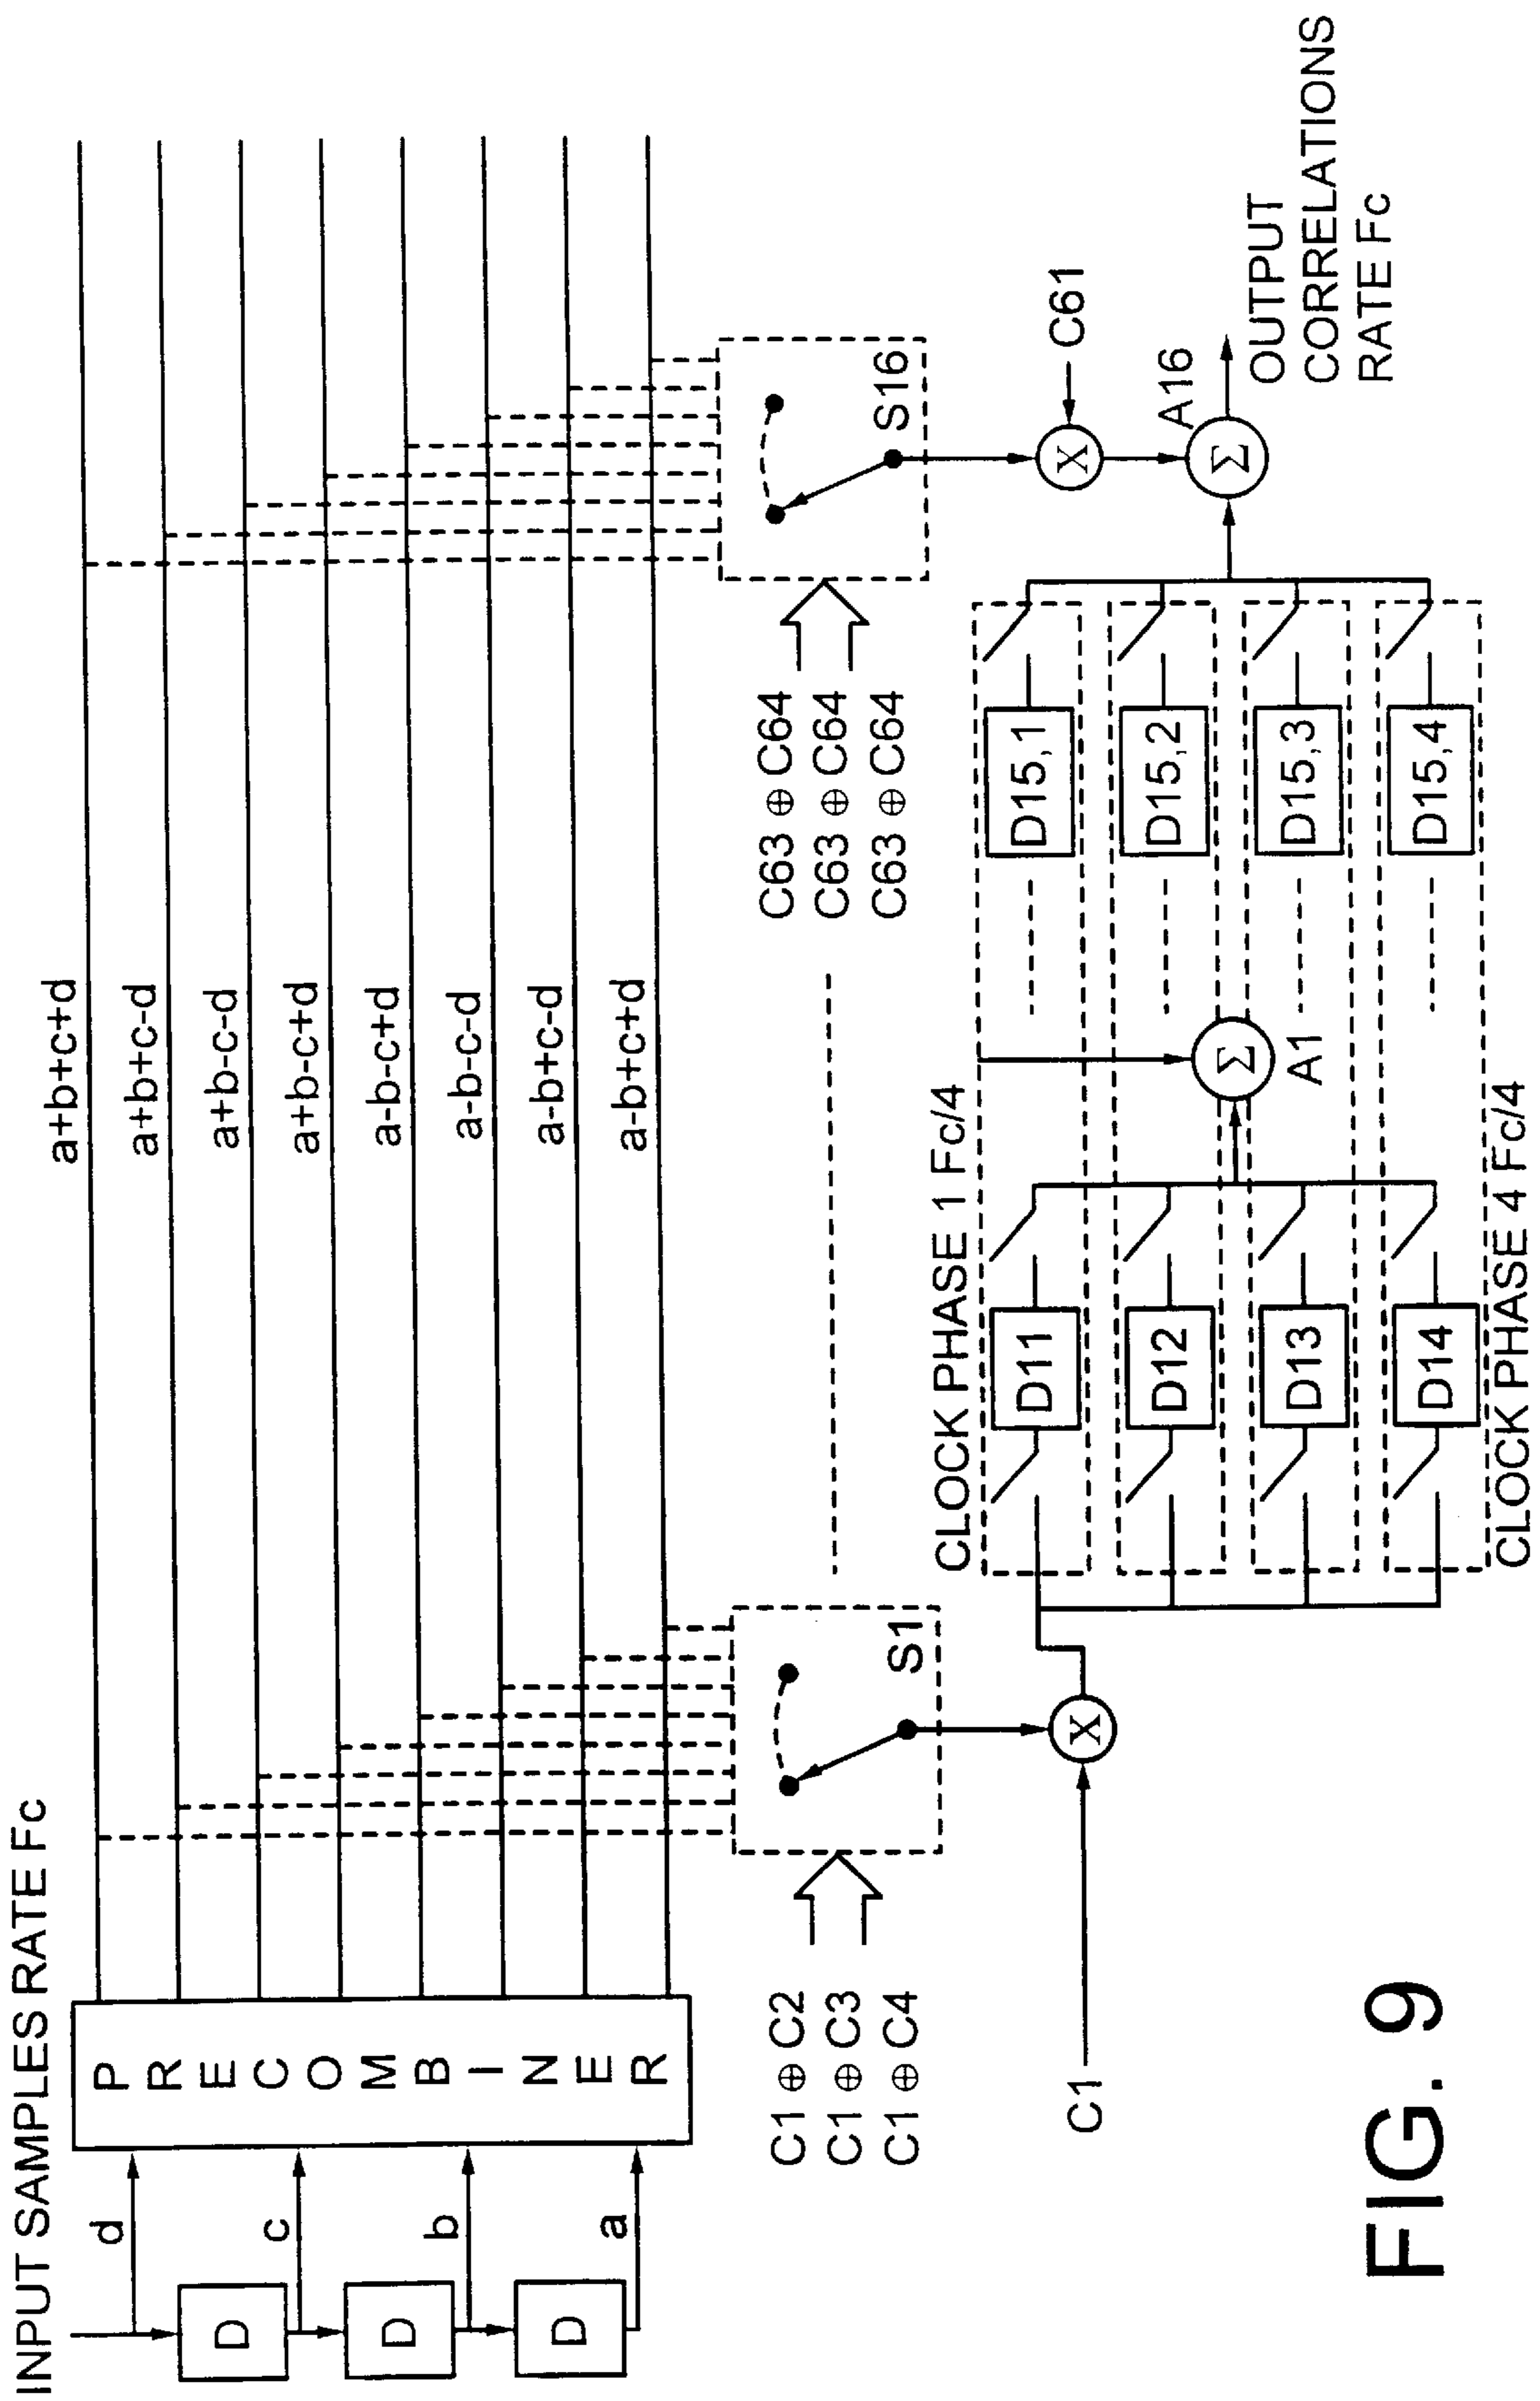 INPUT SAMPLES RATE Fc
d
c
b
a
D
D
D
P
R
E
C
O
M
B
I
N
E
R
a+b+c+d
a+b+c-d
a+b-c-d
a+b-c+d
a-b-c+d
a-b-c-d
a-b+c-d
a-b+c+d
C1 ⊕ C2
C1 ⊕ C3
C1 ⊕ C4
S1
C63 ⊕ C64
C63 ⊕ C64
C63 ⊕ C64
S16
C1
X
X
C61
CLOCK PHASE 1 Fc/4
D11
D12
D13
D14
Σ
A1
D15,1
D15,2
D15,3
D15,4
CLOCK PHASE 4 Fc/4
A16
Σ
OUTPUT
CORRELATIONS
RATE Fc
FIG. 9